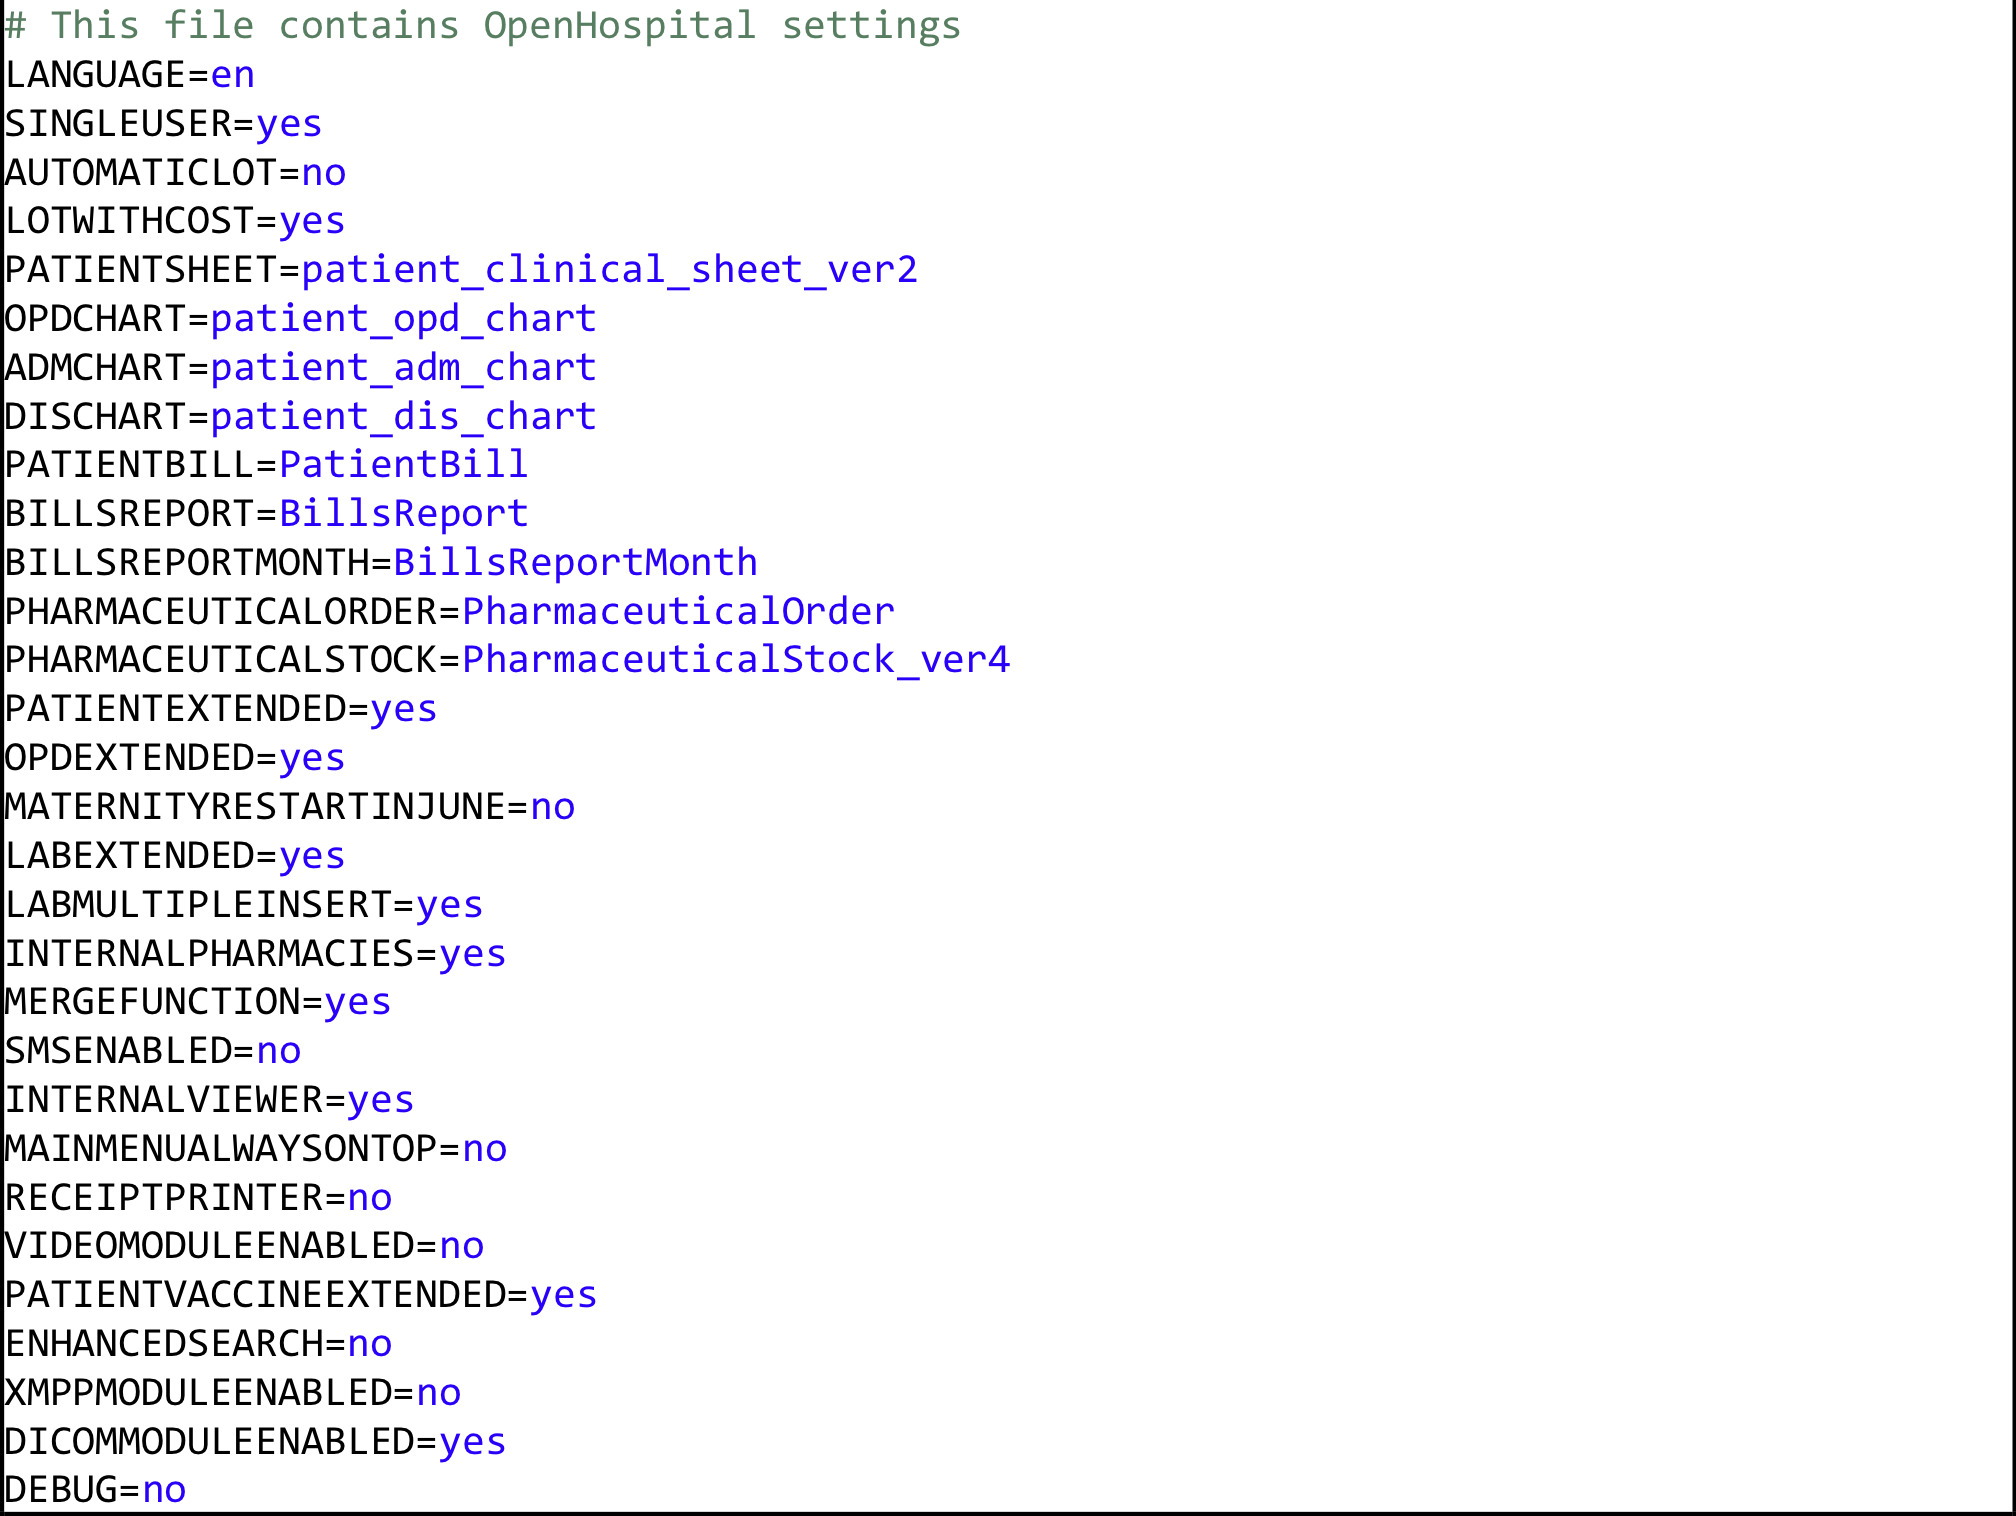 # This file contains OpenHospital settings
LANGUAGE=en
SINGLEUSER=yes
AUTOMATICLOT=no
LOTWITHCOST=yes
PATIENTSHEET=patient_clinical_sheet_ver2
OPDCHART=patient_opd_chart
ADMCHART=patient_adm_chart
DISCHART=patient_dis_chart
PATIENTBILL=PatientBill
BILLSREPORT=BillsReport
BILLSREPORTMONTH=BillsReportMonth
PHARMACEUTICALORDER=PharmaceuticalOrder
PHARMACEUTICALSTOCK=PharmaceuticalStock_ver4
PATIENTEXTENDED=yes
OPDEXTENDED=yes
MATERNITYRESTARTINJUNE=no
LABEXTENDED=yes
LABMULTIPLEINSERT=yes
INTERNALPHARMACIES=yes
MERGEFUNCTION=yes
SMSENABLED=no
INTERNALVIEWER=yes
MAINMENUALWAYSONTOP=no
RECEIPTPRINTER=no
VIDEOMODULEENABLED=no
PATIENTVACCINEEXTENDED=yes
ENHANCEDSEARCH=no
XMPPMODULEENABLED=no
DICOMMODULEENABLED=yes
DEBUG=no